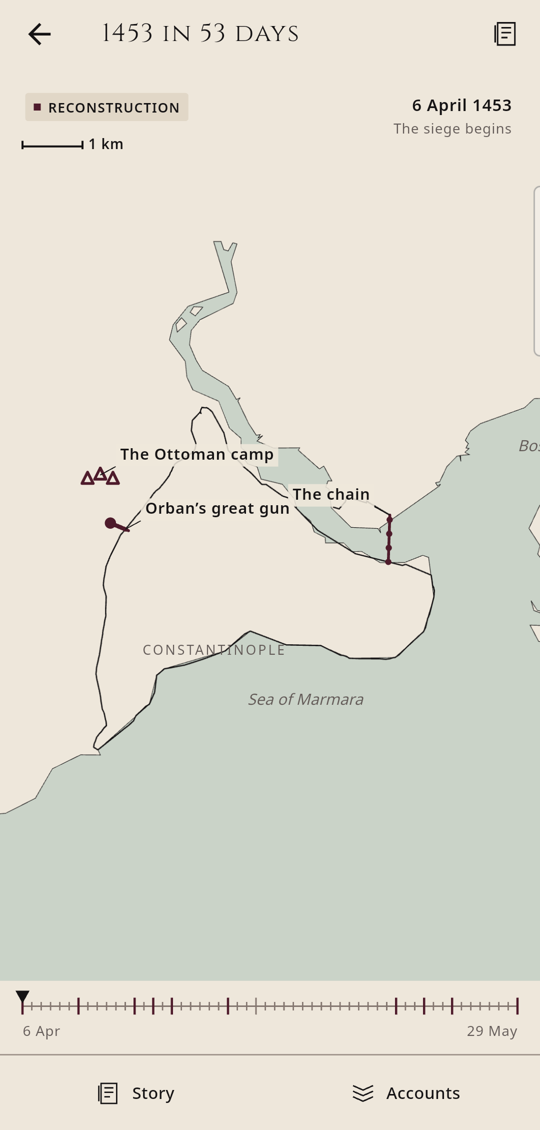 1453 IN 53 DAYS
RECONSTRUCTION
6 April 1453
The siege begins
1 km
Bos
The Ottoman camp
The chain
Orban’s great gun
CONSTANTINOPLE
Sea of Marmara
6 Apr
29 May
Story
Accounts